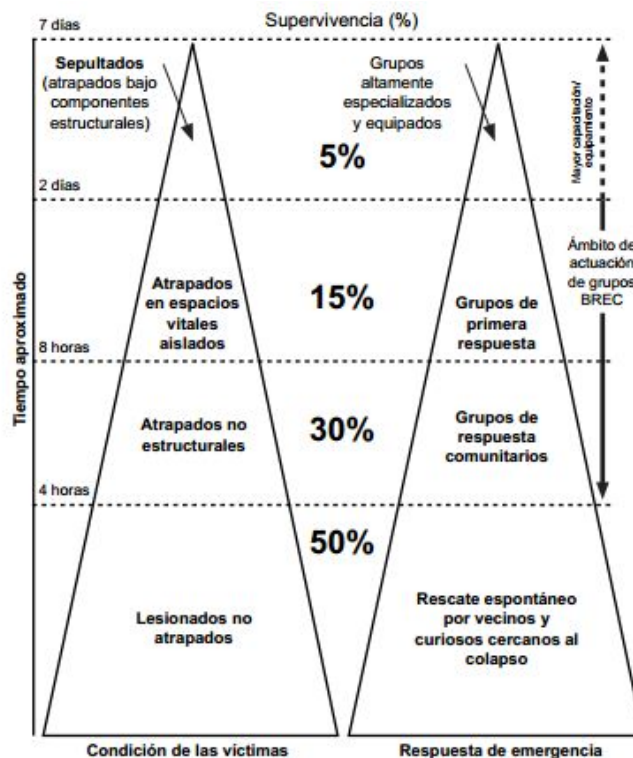 7 días
Supervivencia (%)
Sepultados
(atrapados bajo
componentes
estructurales)
Grupos
altamente
especializados
y equipados
Mayor capacitación/
equipamiento
5%
2 días
Atrapados
en espacios
vitales
aislados
15%
Grupos de
primera
respuesta
Ámbito de
actuación
de grupos
BREC
8 horas
Atrapados no
estructurales
30%
Grupos de
respuesta
comunitarios
4 horas
50%
Lesionados no
atrapados
Rescate espontáneo
por vecinos y
curiosos cercanos al
colapso
Tiempo aproximado
Condición de las víctimas
Respuesta de emergencia